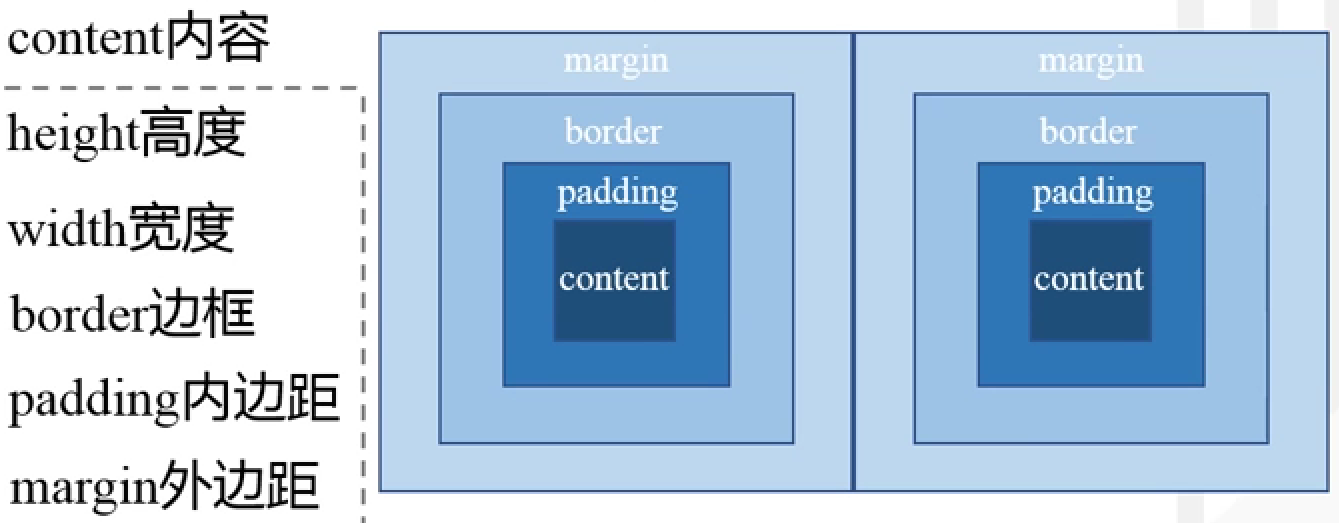 content内容
height高度
width宽度
border边框
padding内边距
margin外边距
margin
border
padding
content
margin
border
padding
content